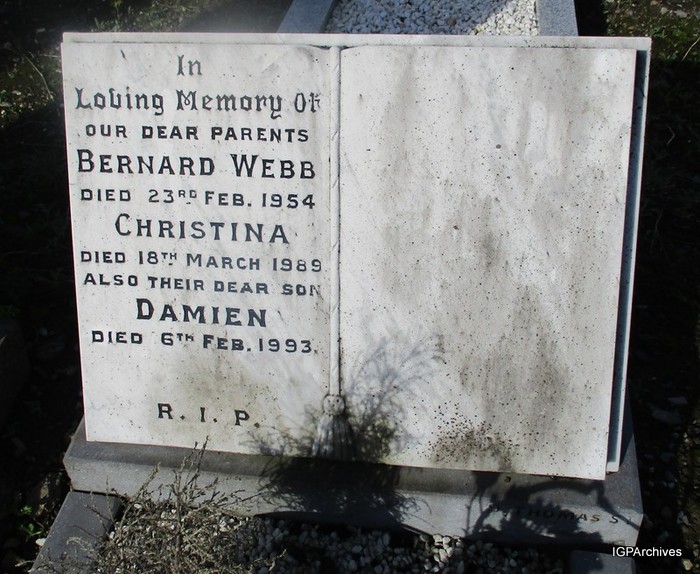 In
Loving Memory Of
OUR DEAR PARENTS
BERNARD WEBB
DIED 23RD FEB. 1954
CHRISTINA
DIED 18TH MARCH 1989
ALSO THEIR DEAR SON
DAMIEN
DIED 6TH FEB. 1993.
R. I. P.
THOMAS S
IGPArchives